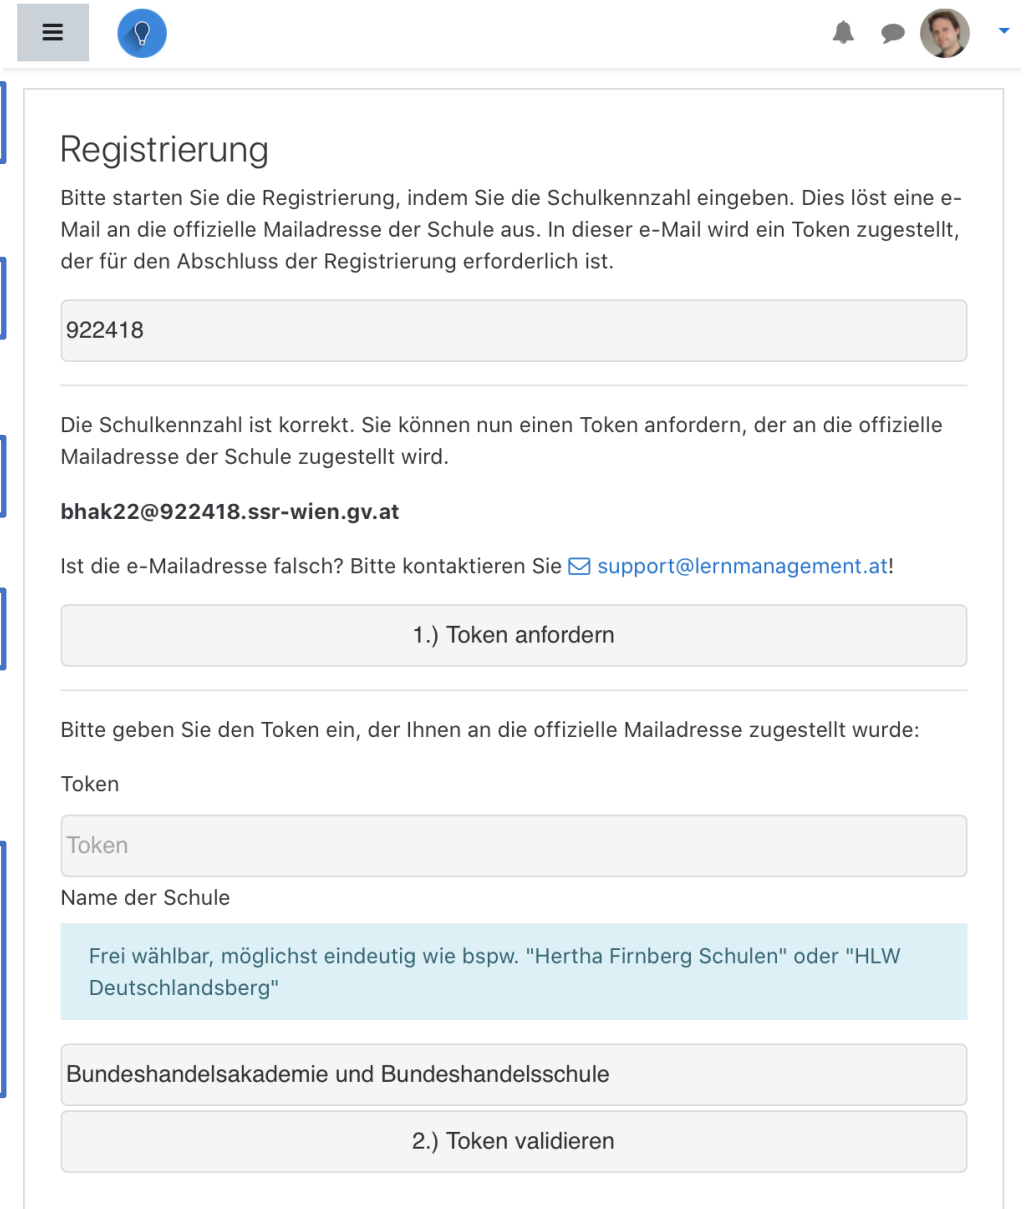 Registrierung
Bitte starten Sie die Registrierung, indem Sie die Schulkennzahl eingeben. Dies löst eine e-
Mail an die offizielle Mailadresse der Schule aus. In dieser e-Mail wird ein Token zugestellt,
der für den Abschluss der Registrierung erforderlich ist.
922418
Die Schulkennzahl ist korrekt. Sie können nun einen Token anfordern, der an die offizielle
Mailadresse der Schule zugestellt wird.
bhak22@922418.ssr-wien.gv.at
Ist die e-Mailadresse falsch? Bitte kontaktieren Sie support@lernmanagement.at!
1.) Token anfordern
Bitte geben Sie den Token ein, der Ihnen an die offizielle Mailadresse zugestellt wurde:
Token
Token
Name der Schule
Frei wählbar, möglichst eindeutig wie bspw. "Hertha Firnberg Schulen" oder "HLW
Deutschlandsberg"
Bundeshandelsakademie und Bundeshandelsschule
2.) Token validieren